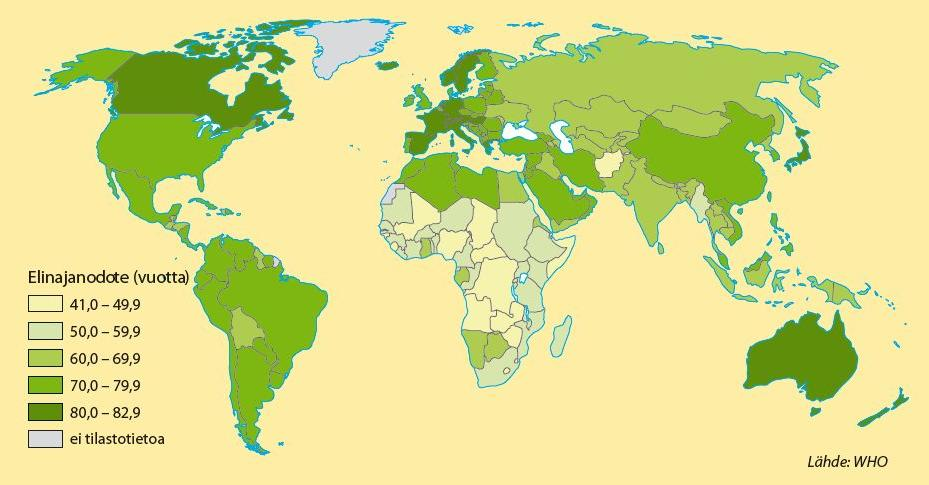 Elinajanodote (vuotta)
41,0 – 49,9
50,0 – 59,9
60,0 – 69,9
70,0 – 79,9
80,0 – 82,9
ei tilastotietoa
Lähde: WHO